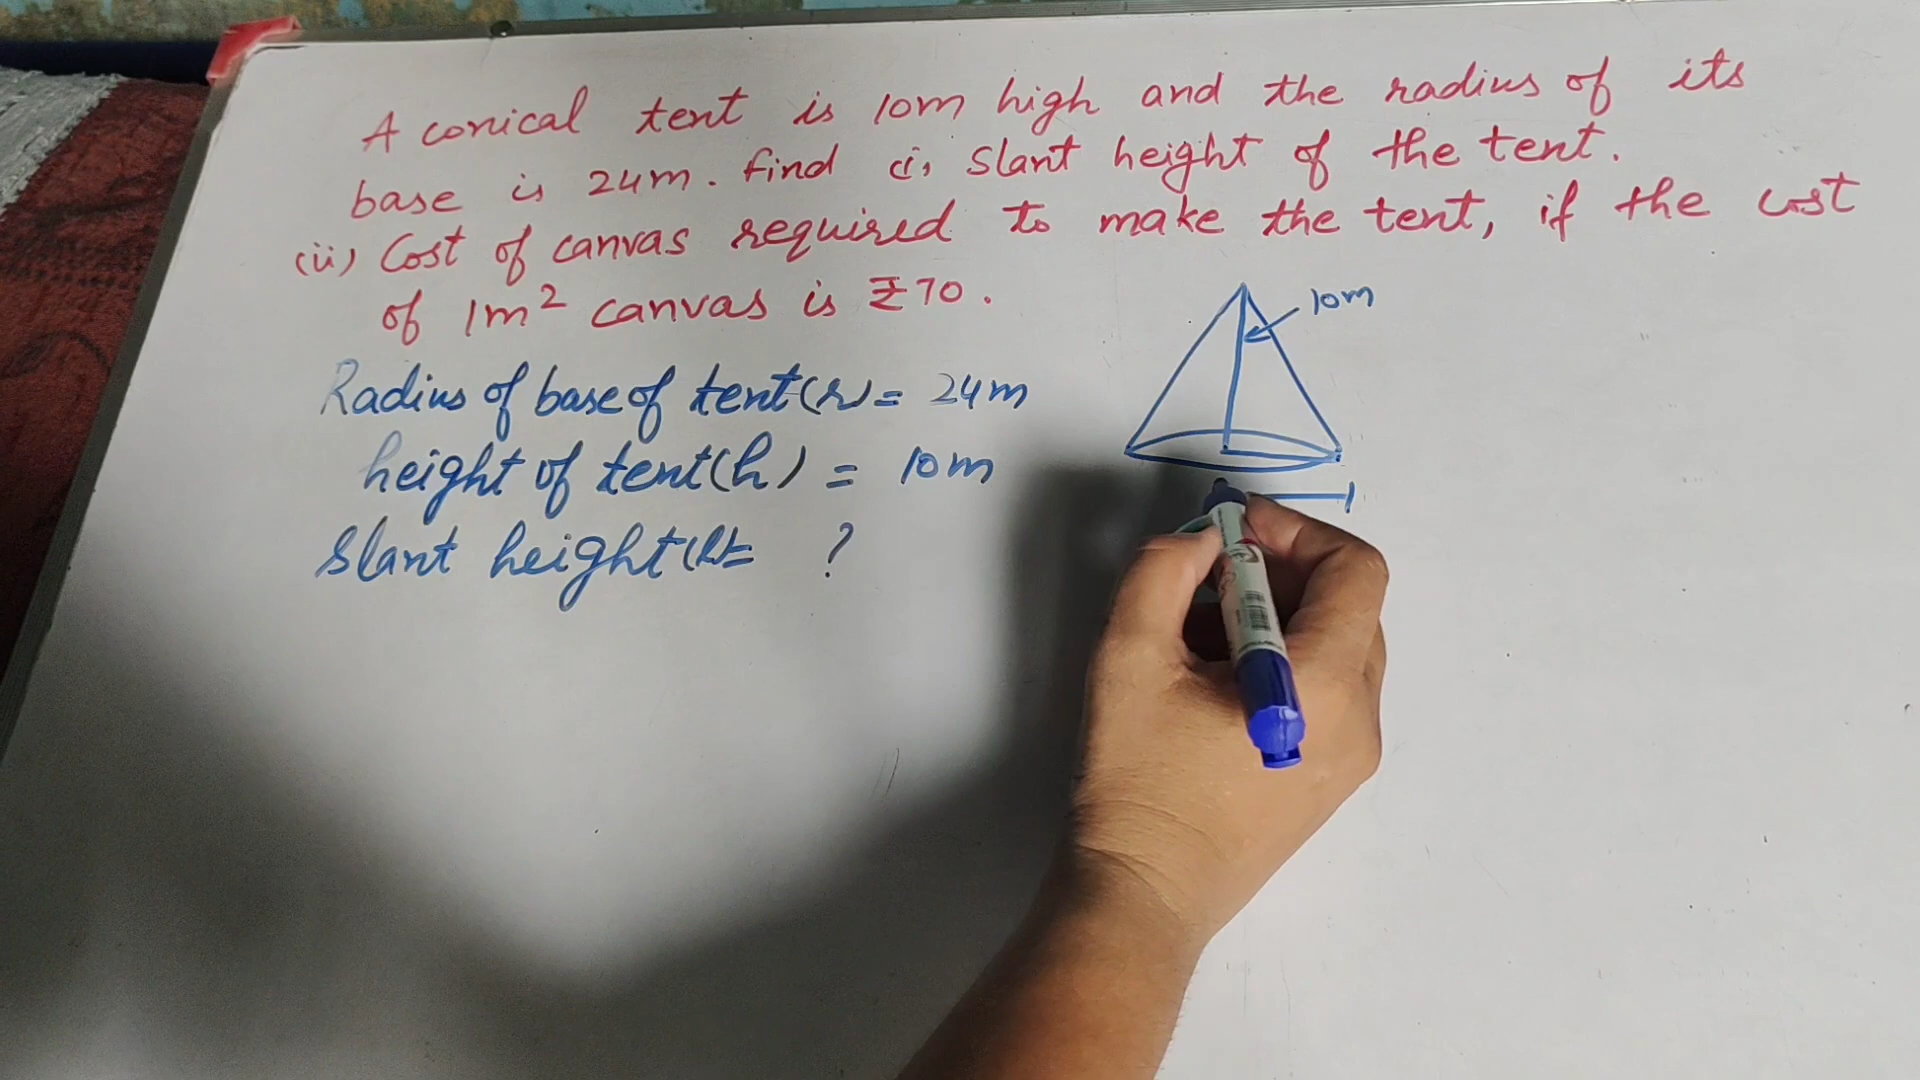 A conical tent is 10m high and the radius of its
base is 24m. find (i) slant height of the tent.
(ii) Cost of canvas required to make the tent, if the cost
of 1m² canvas is ₹70.
10m
Radius of base of tent(r) = 24m
height of tent(h) = 10m
Slant height(l)= ?